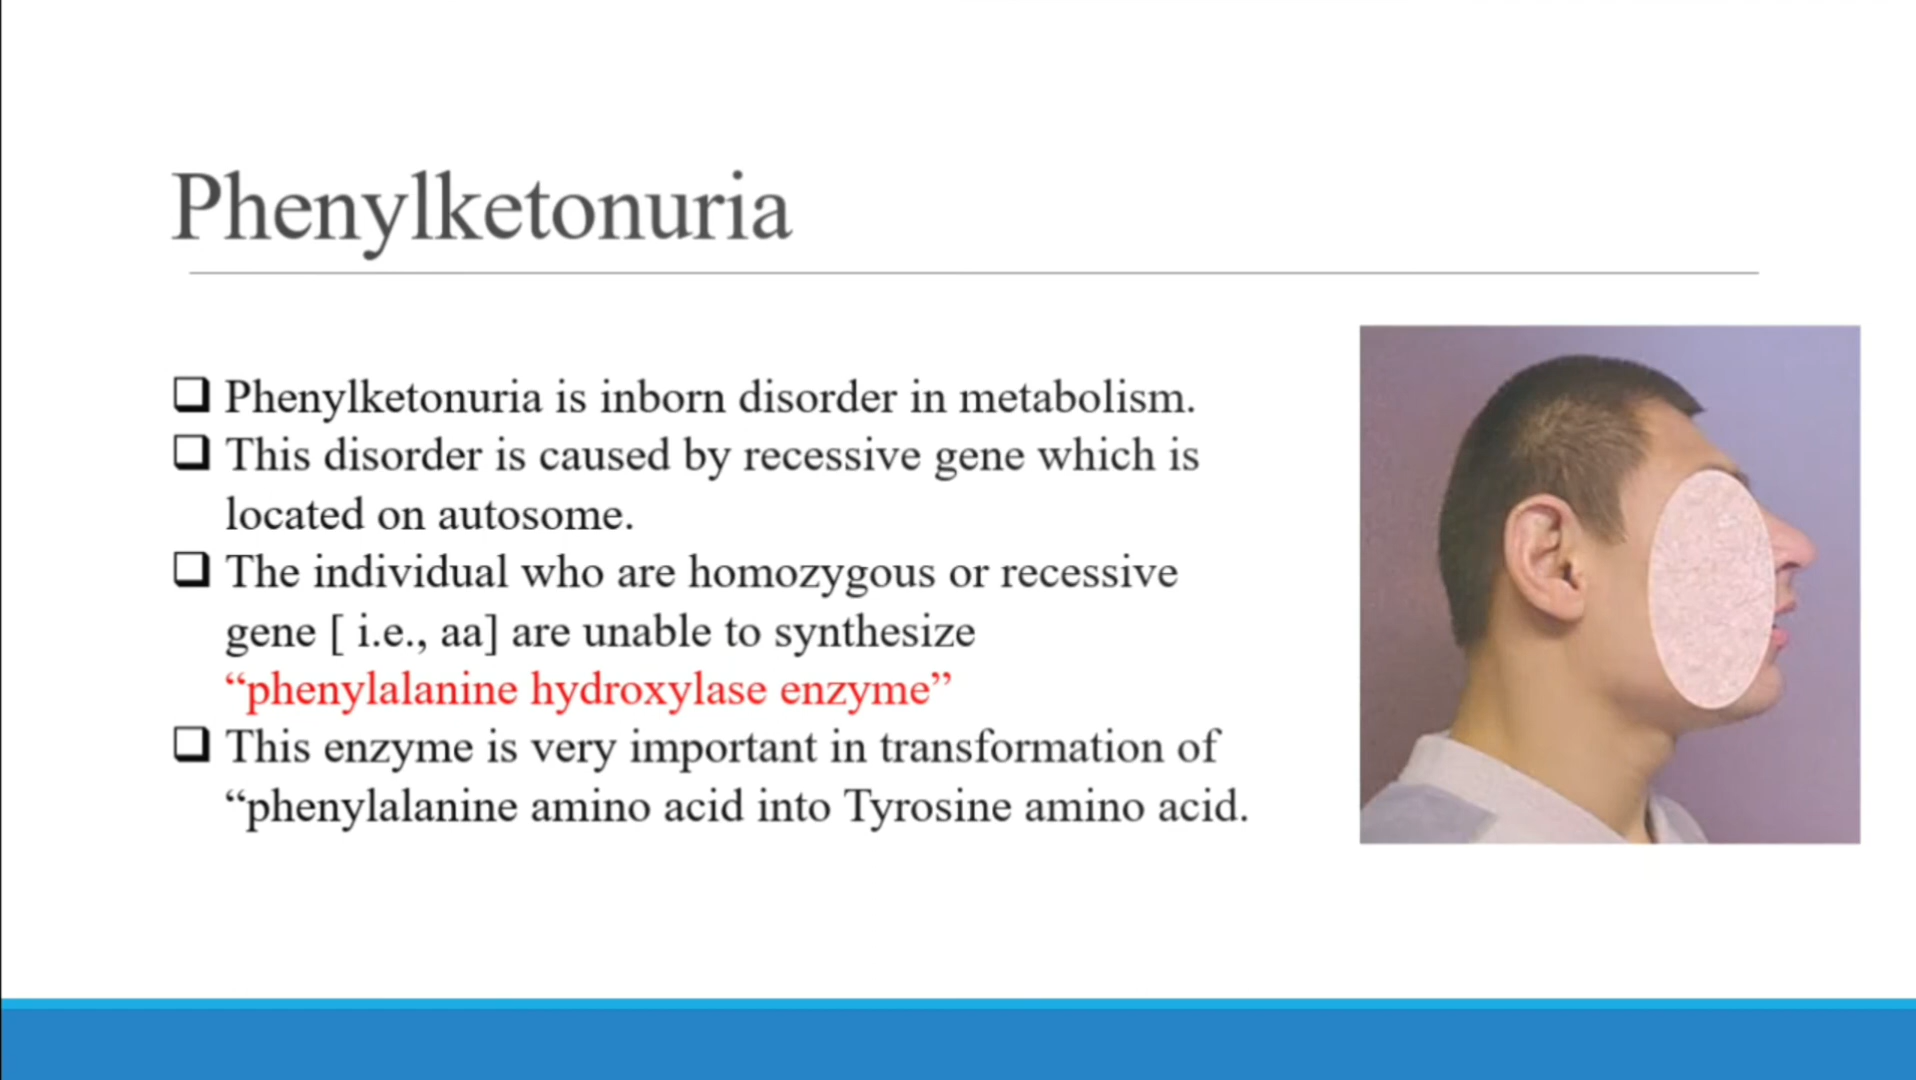 Phenylketonuria
❑ Phenylketonuria is inborn disorder in metabolism.
❑ This disorder is caused by recessive gene which is
located on autosome.
❑ The individual who are homozygous or recessive
gene [ i.e., aa] are unable to synthesize
“phenylalanine hydroxylase enzyme”
❑ This enzyme is very important in transformation of
“phenylalanine amino acid into Tyrosine amino acid.